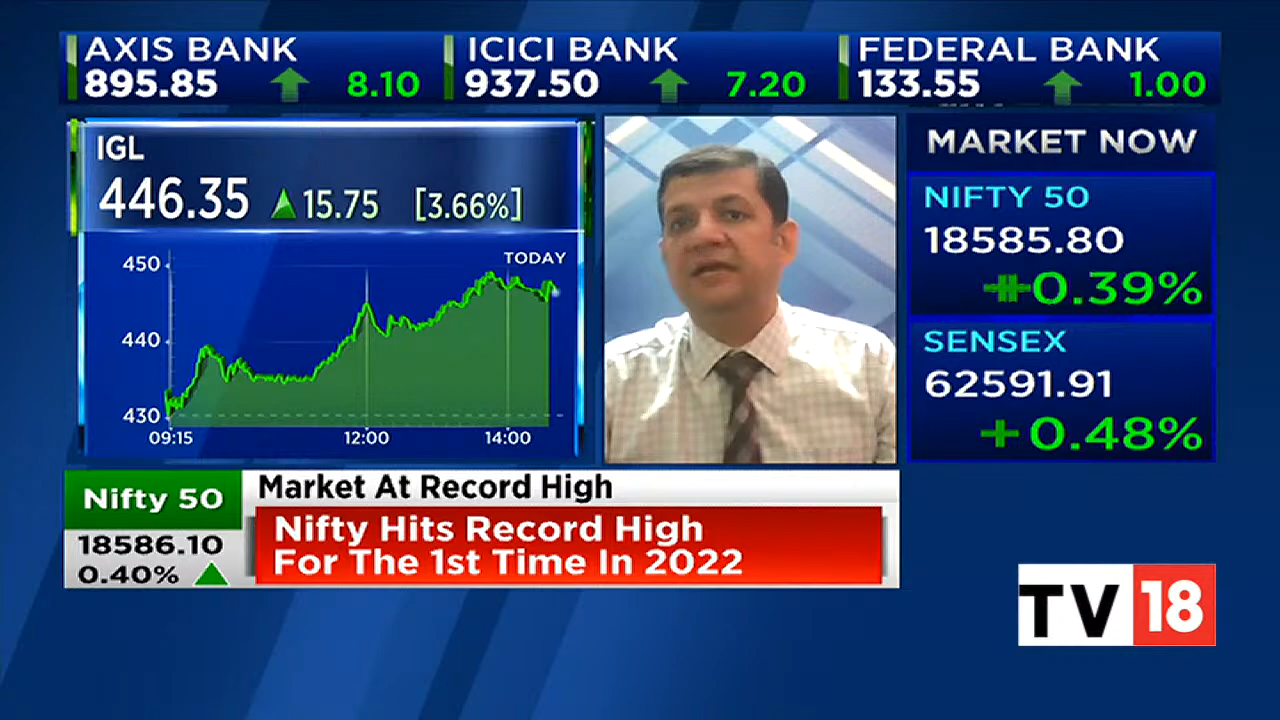 AXIS BANK
895.85 8.10
ICICI BANK
937.50 7.20
FEDERAL BANK
133.55 1.00
IGL
446.35 15.75 [3.66%]
TODAY
450
440
430
09:15 12:00 14:00
MARKET NOW
NIFTY 50
18585.80
0.39%
SENSEX
62591.91
+0.48%
Nifty 50
18586.10
0.40%
Market At Record High
Nifty Hits Record High
For The 1st Time In 2022
TV 18